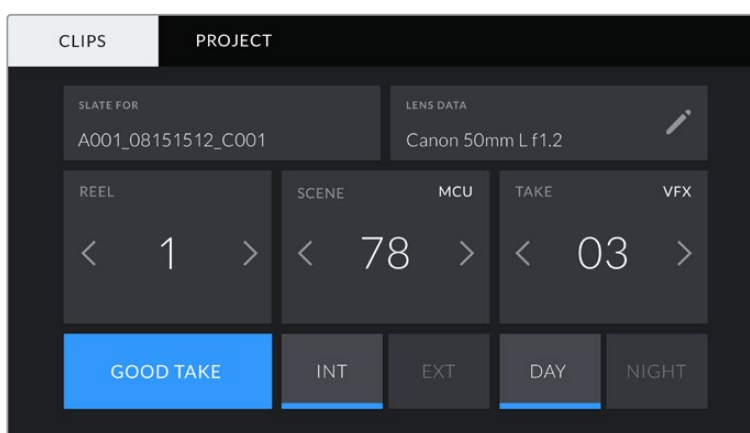 CLIPS PROJECT
SLATE FOR
A001_08151512_C001
LENS DATA
Canon 50mm L f1.2
REEL
1
SCENE MCU
78
TAKE VFX
03
GOOD TAKE INT EXT DAY NIGHT